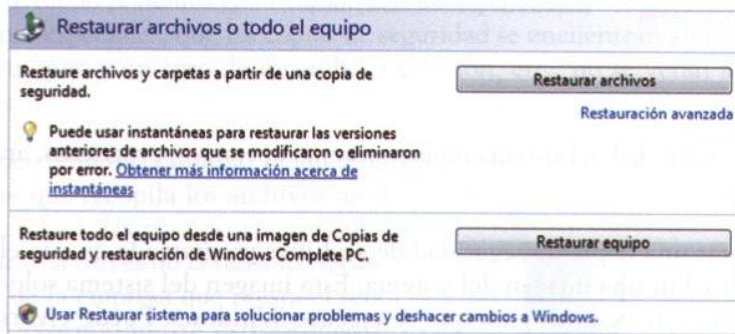 Restaurar archivos o todo el equipo
Restaure archivos y carpetas a partir de una copia de
seguridad.
Restaurar archivos
Restauración avanzada
Puede usar instantáneas para restaurar las versiones
anteriores de archivos que se modificaron o eliminaron
por error. Obtener más información acerca de
instantáneas
Restaure todo el equipo desde una imagen de Copias de
seguridad y restauración de Windows Complete PC.
Restaurar equipo
Usar Restaurar sistema para solucionar problemas y deshacer cambios a Windows.